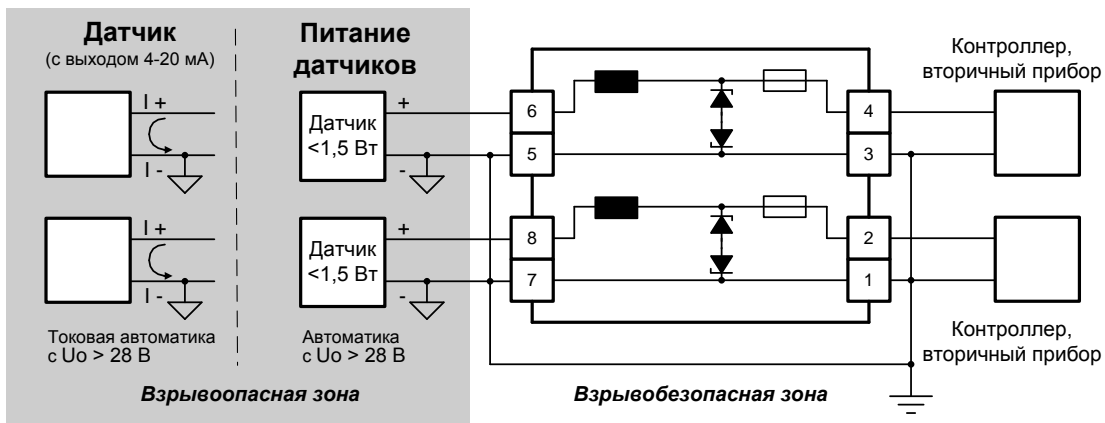 Датчик
(с выходом 4-20 мА)
I +
I -
I +
I -
Токовая автоматика
с Uo > 28 В
Питание
датчиков
Датчик
<1,5 Вт
+
-
Датчик
<1,5 Вт
+
-
Автоматика
с Uo > 28 В
Взрывоопасная зона
6
5
8
7
4
3
2
1
Взрывобезопасная зона
Контроллер,
вторичный прибор
Контроллер,
вторичный прибор